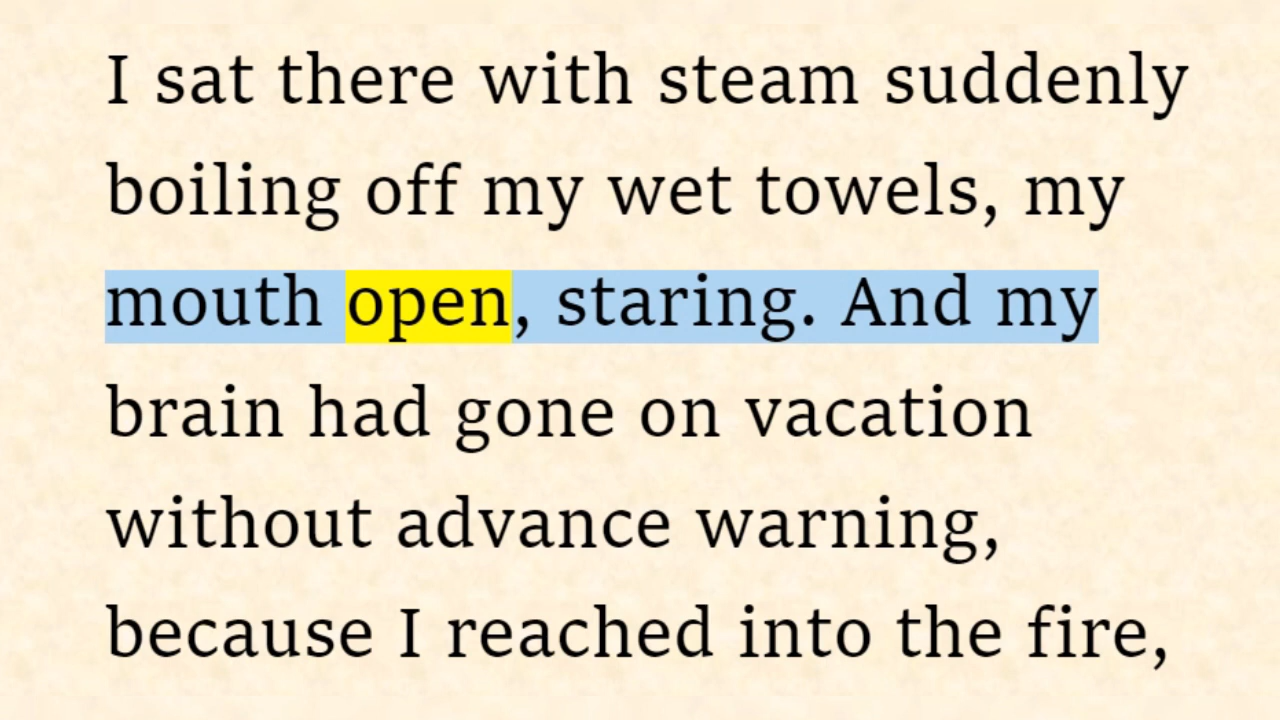 I sat there with steam suddenly
boiling off my wet towels, my
mouth open, staring. And my
brain had gone on vacation
without advance warning,
because I reached into the fire,